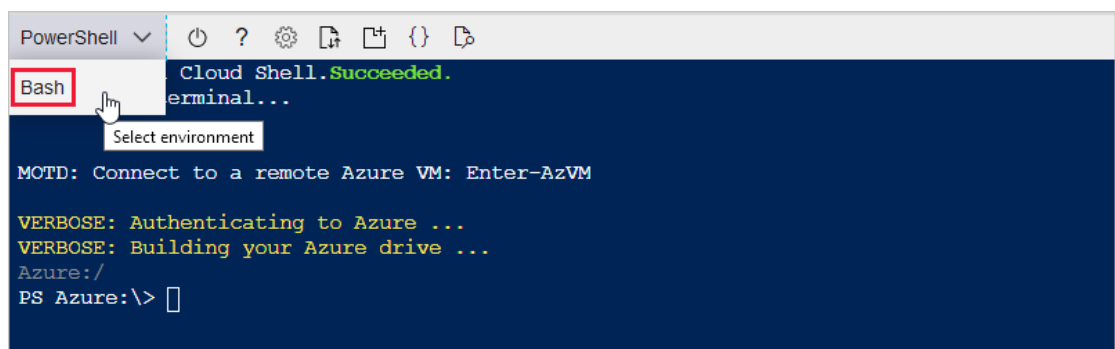 PowerShell
? {}
Bash
Cloud Shell.Succeeded.
erminal...
Select environment
MOTD: Connect to a remote Azure VM: Enter-AzVM
VERBOSE: Authenticating to Azure ...
VERBOSE: Building your Azure drive ...
Azure:/
PS Azure:\>